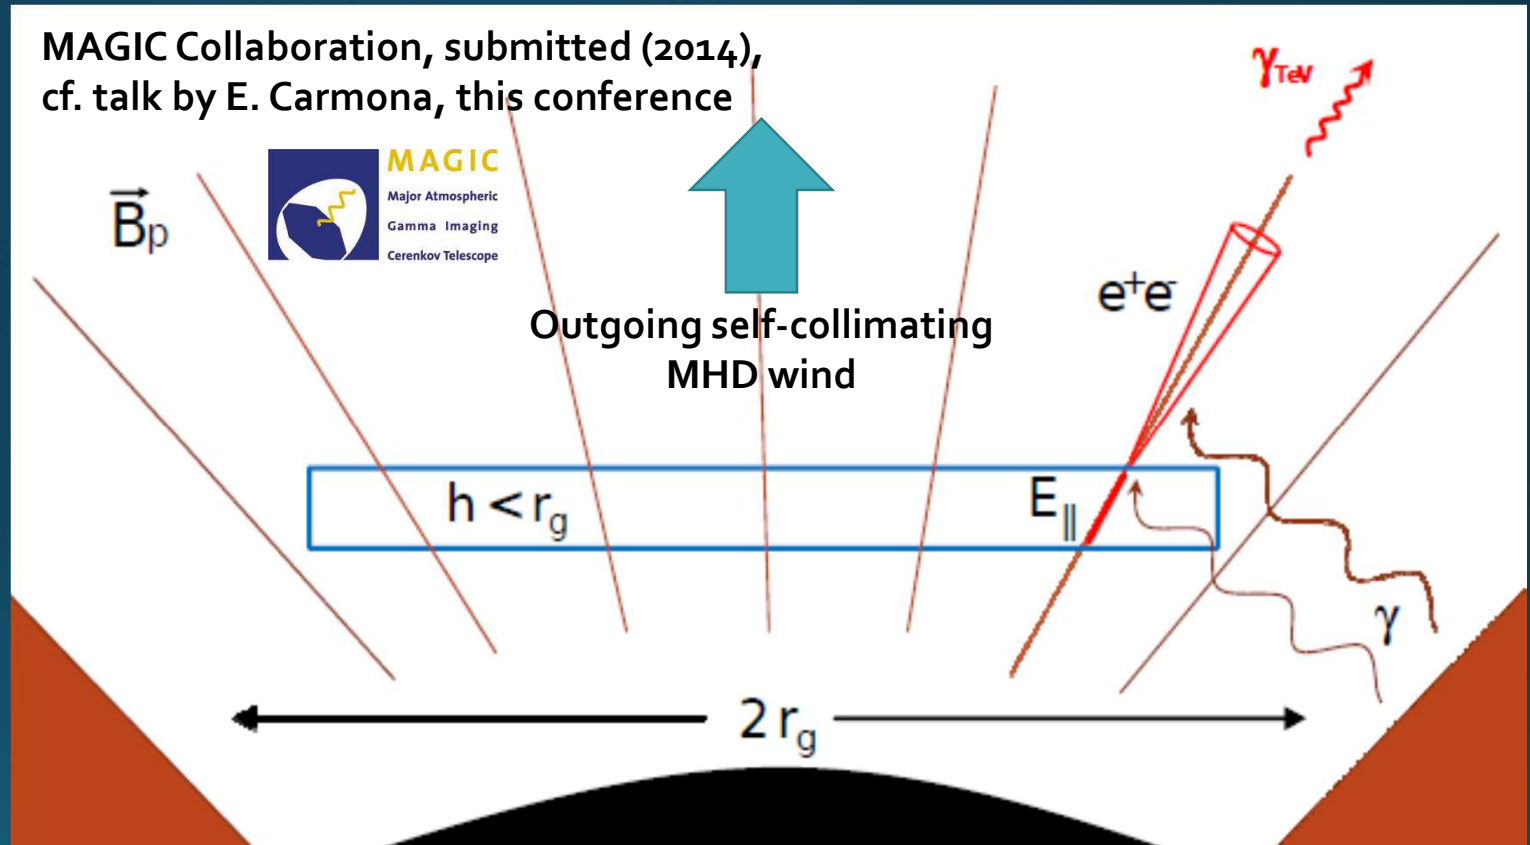 MAGIC Collaboration, submitted (2014),
cf. talk by E. Carmona, this conference
MAGIC
Major Atmospheric
Gamma Imaging
Cerenkov Telescope
B⃗p
γTeV
e⁺e⁻
Outgoing self-collimating
MHD wind
h < rg
E||
γ
2 rg